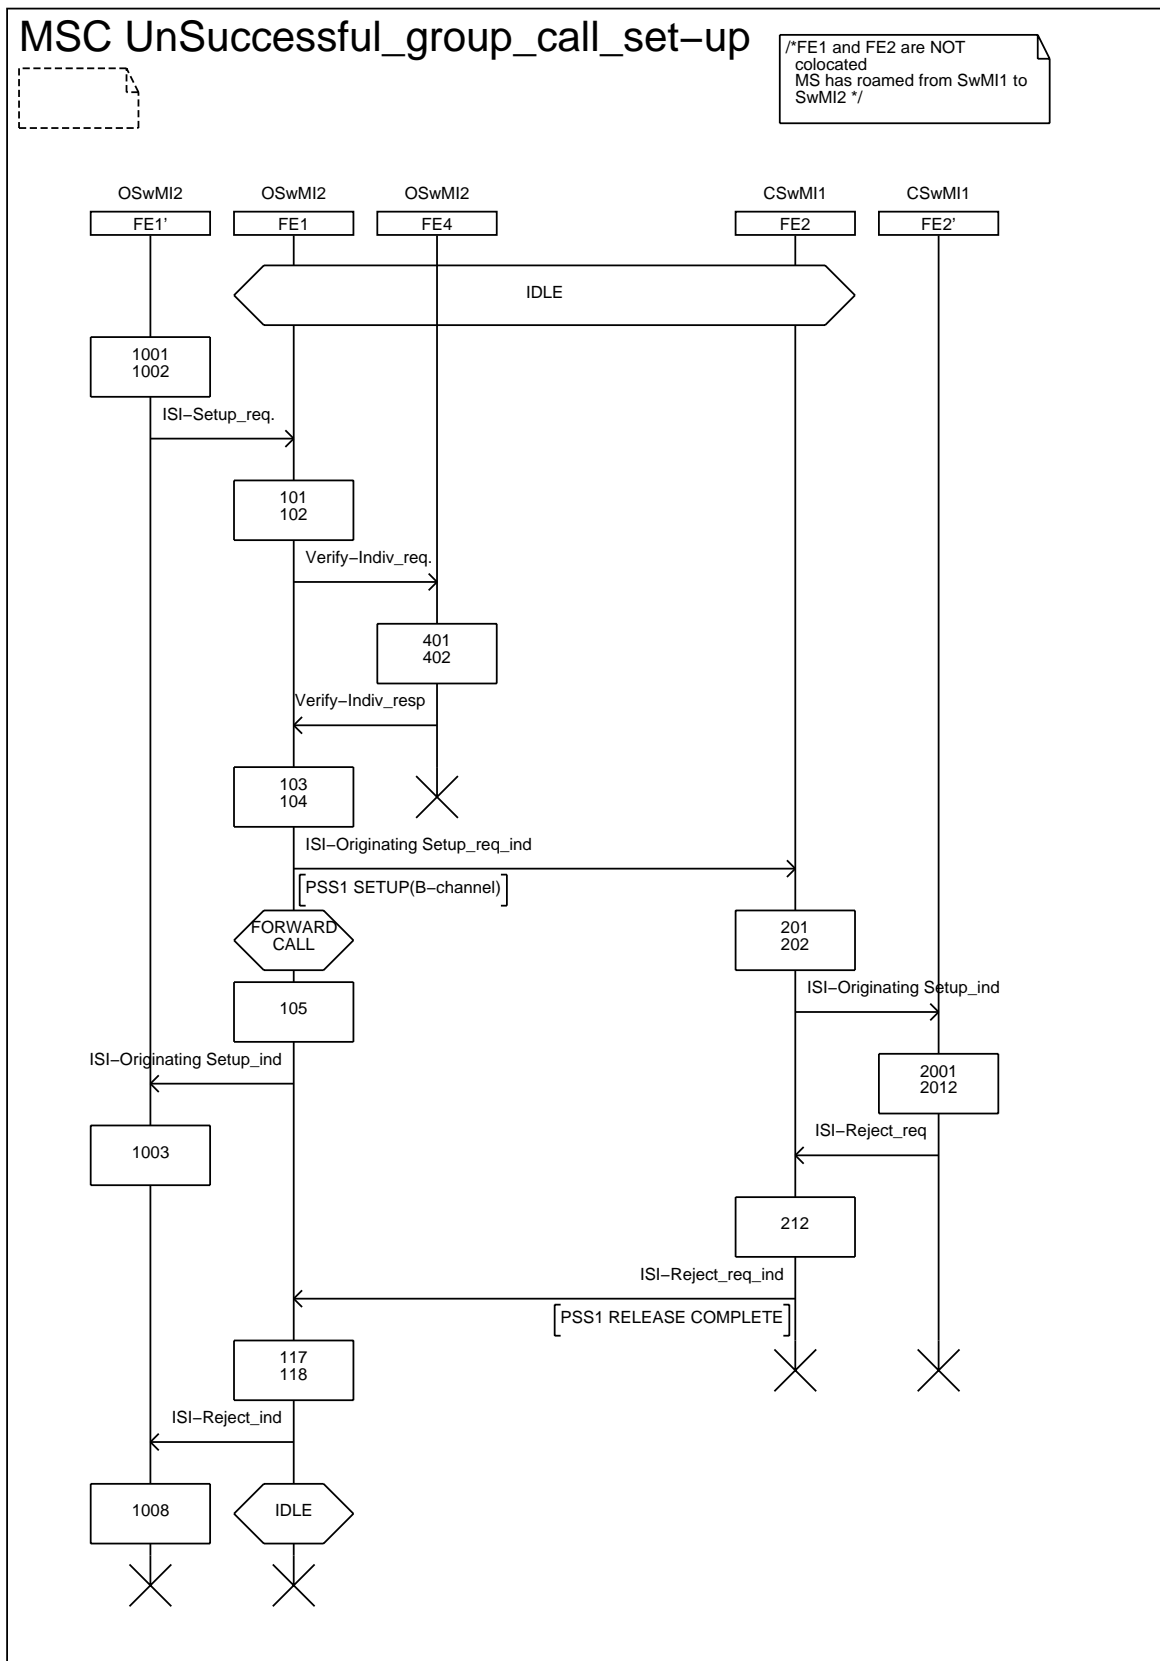 MSC UnSuccessful_group_call_set–up
/*FE1 and FE2 are NOT
colocated
MS has roamed from SwMI1 to
SwMI2 */
OSwMI2 OSwMI2 OSwMI2 CSwMI1 CSwMI1
FE1' FE1 FE4 FE2 FE2'
IDLE
1001
1002
ISI–Setup_req.
101
102
Verify–Indiv_req.
401
402
Verify–Indiv_resp
103
104
ISI–Originating Setup_req_ind
PSS1 SETUP(B–channel)
FORWARD
CALL
201
202
ISI–Originating Setup_ind
105
ISI–Originating Setup_ind
2001
2012
ISI–Reject_req
1003
212
ISI–Reject_req_ind
PSS1 RELEASE COMPLETE
117
118
ISI–Reject_ind
1008
IDLE